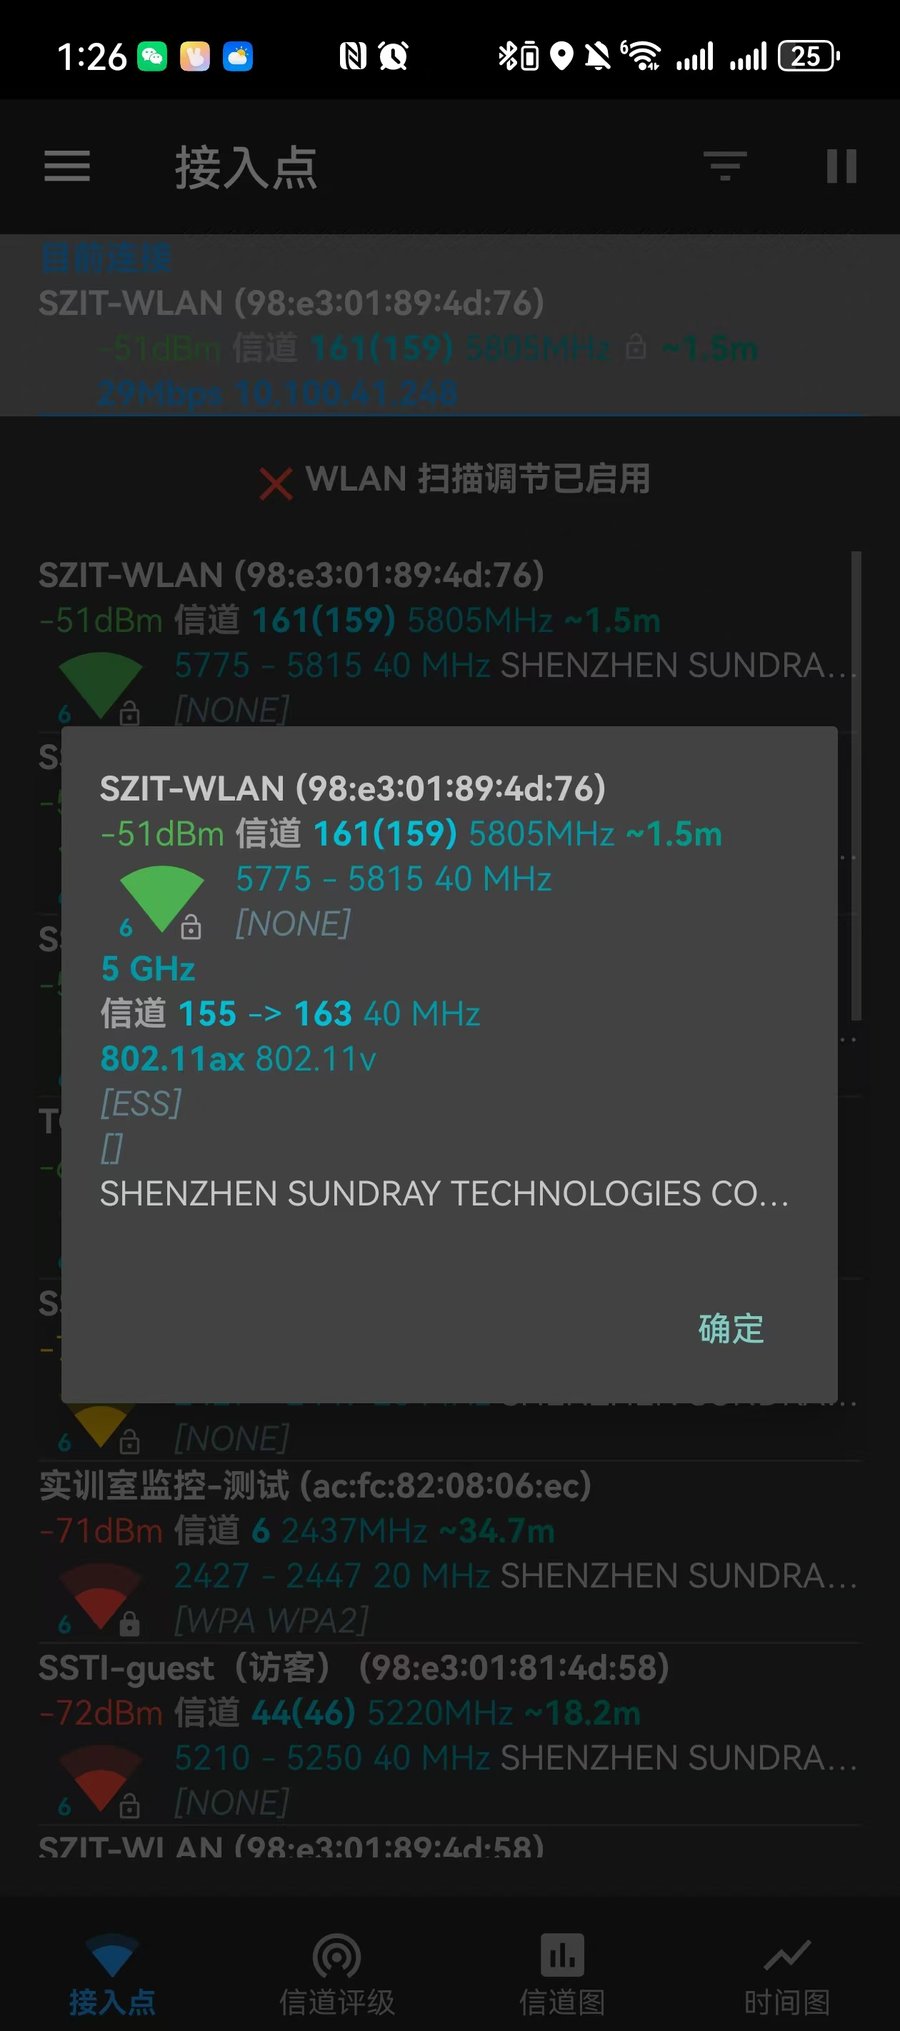 1:26
6
25
接入点
目前连接
SZIT-WLAN (98:e3:01:89:4d:76)
-51dBm 信道 161(159) 5805MHz ~1.5m
29Mbps 10.100.41.248
WLAN 扫描调节已启用
SZIT-WLAN (98:e3:01:89:4d:76)
-51dBm 信道 161(159) 5805MHz ~1.5m
5775 - 5815 40 MHz SHENZHEN SUNDRA...
6 [NONE]
SZIT-WLAN (98:e3:01:89:4d:76)
-51dBm 信道 161(159) 5805MHz ~1.5m
5775 - 5815 40 MHz
6 [NONE]
5 GHz
信道 155 -> 163 40 MHz
802.11ax 802.11v
[ESS]
[]
SHENZHEN SUNDRAY TECHNOLOGIES CO...
确定
6 [NONE]
实训室监控-测试 (ac:fc:82:08:06:ec)
-71dBm 信道 6 2437MHz ~34.7m
2427 - 2447 20 MHz SHENZHEN SUNDRA...
6 [WPA WPA2]
SSTI-guest（访客） (98:e3:01:81:4d:58)
-72dBm 信道 44(46) 5220MHz ~18.2m
5210 - 5250 40 MHz SHENZHEN SUNDRA...
6 [NONE]
SZIT-WLAN (98:e3:01:89:4d:58)
接入点
信道评级
信道图
时间图